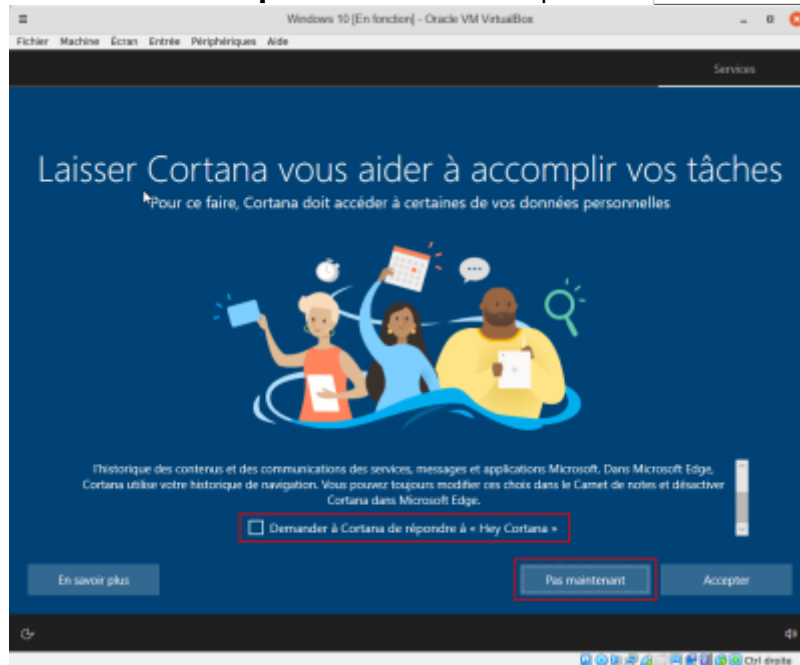 Windows 10 [En fonction] - Oracle VM VirtualBox
Fichier Machine Écran Entrée Périphériques Aide
Services
Laisser Cortana vous aider à accomplir vos tâches
Pour ce faire, Cortana doit accéder à certaines de vos données personnelles
l'historique des contenus et des communications des services, messages et applications Microsoft. Dans Microsoft Edge,
Cortana utilise votre historique de navigation. Vous pouvez toujours modifier ces choix dans le Carnet de notes et désactiver
Cortana dans Microsoft Edge.
Demander à Cortana de répondre à « Hey Cortana »
En savoir plus
Pas maintenant
Accepter
Ctrl droite